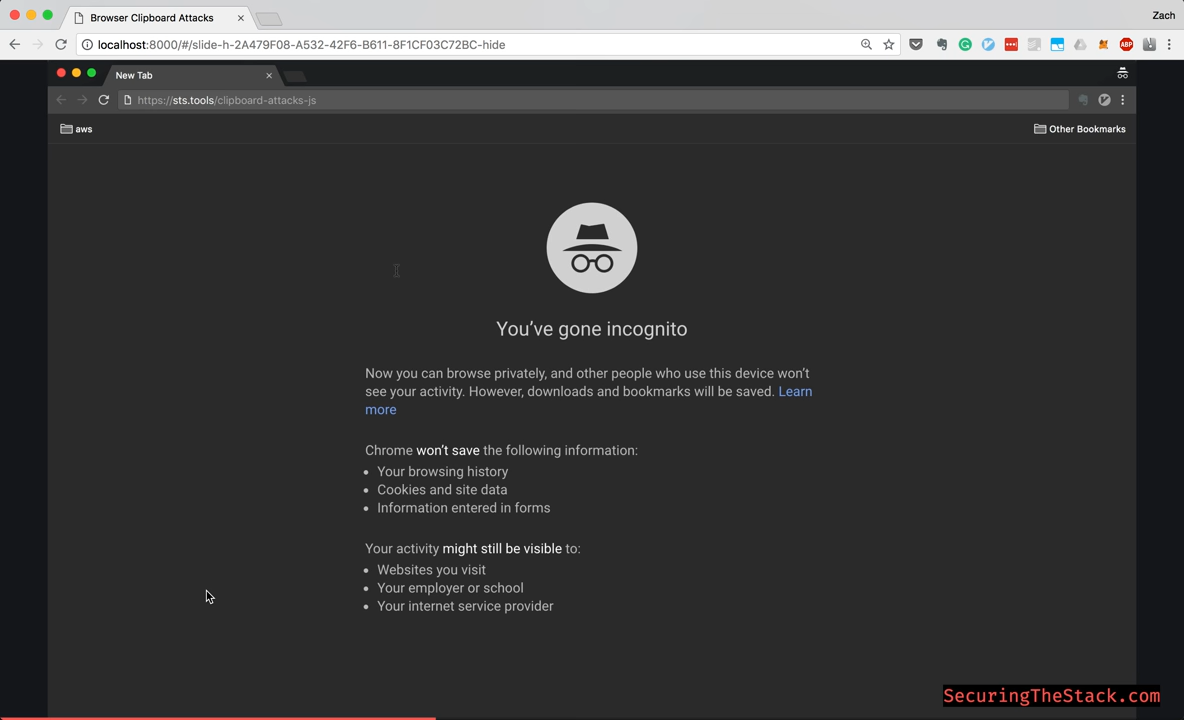 Browser Clipboard Attacks
Zach
localhost:8000/#/slide-h-2A479F08-A532-42F6-B611-8F1CF03C72BC-hide
ABP
New Tab
https://sts.tools/clipboard-attacks-js
aws
Other Bookmarks
You've gone incognito
Now you can browse privately, and other people who use this device won't
see your activity. However, downloads and bookmarks will be saved. Learn
more
Chrome won't save the following information:
• Your browsing history
• Cookies and site data
• Information entered in forms
Your activity might still be visible to:
• Websites you visit
• Your employer or school
• Your internet service provider
SecuringTheStack.com